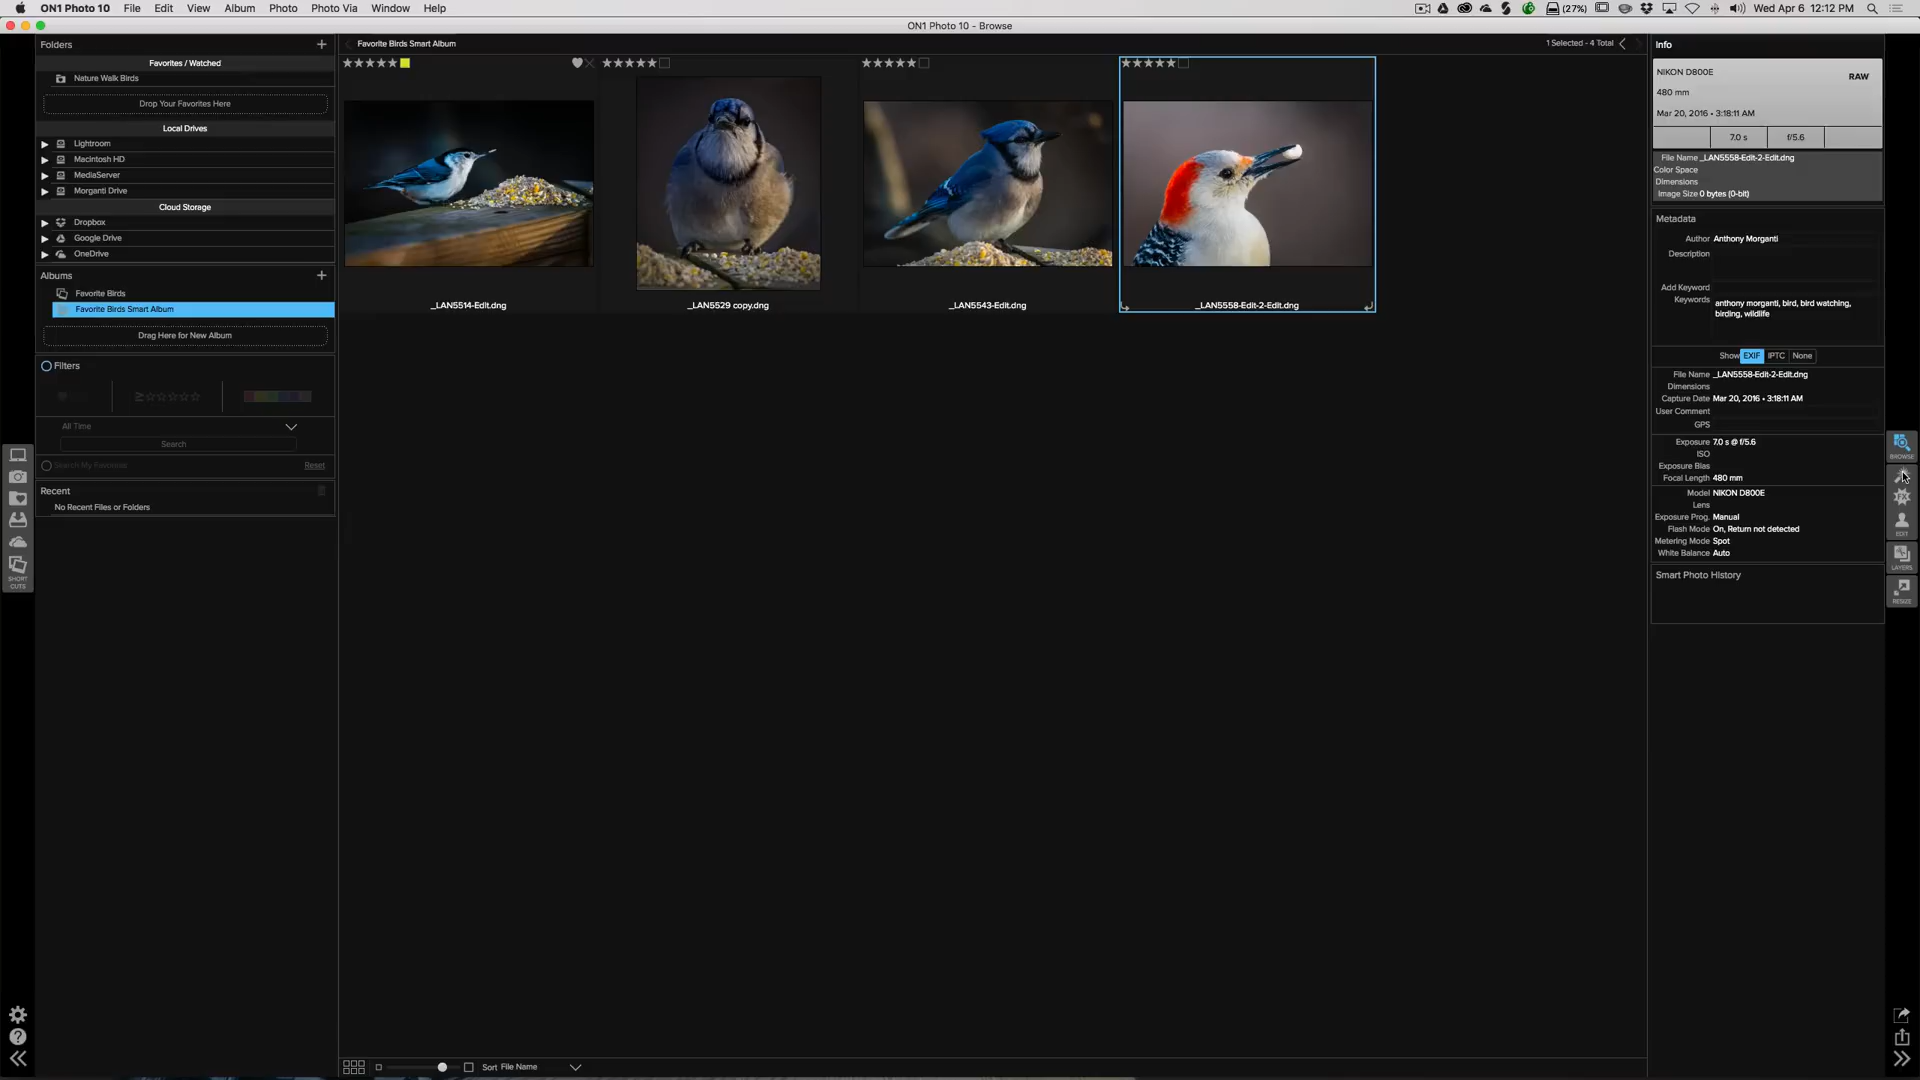 ON1 Photo 10 File Edit View Album Photo Photo Via Window Help (27%) Wed Apr 6 12:12 PM
ON1 Photo 10 - Browse
Folders
Favorites / Watched
Nature Walk Birds
Drop Your Favorites Here
Local Drives
Lightroom
Macintosh HD
MediaServer
Morganti Drive
Cloud Storage
Dropbox
Google Drive
OneDrive
Albums
Favorite Birds
Favorite Birds Smart Album
Drag Here for New Album
Filters
All Time
Search
Search My Favourites
Reset
Recent
No Recent Files or Folders
SHORT
CUTS
Favorite Birds Smart Album
1 Selected - 4 Total
_LAN5514-Edit.dng
_LAN5529 copy.dng
_LAN5543-Edit.dng
_LAN5558-Edit-2-Edit.dng
Sort File Name
Info
NIKON D800E
RAW
480 mm
Mar 20, 2016 • 3:18:11 AM
7.0 s f/5.6
File Name _LAN5558-Edit-2-Edit.dng
Color Space
Dimensions
Image Size 0 bytes (0-bit)
Metadata
Author Anthony Morganti
Description
Add Keyword
Keywords anthony morganti, bird, bird watching,
birding, wildlife
Show EXIF IPTC None
File Name _LAN5558-Edit-2-Edit.dng
Dimensions
Capture Date Mar 20, 2016 • 3:18:11 AM
User Comment
GPS
Exposure 7.0 s @ f/5.6
ISO
Exposure Bias
Focal Length 480 mm
Model NIKON D800E
Lens
Exposure Prog. Manual
Flash Mode On, Return not detected
Metering Mode Spot
White Balance Auto
Smart Photo History
BROWSE
FX
EDIT
LAYERS
RESIZE